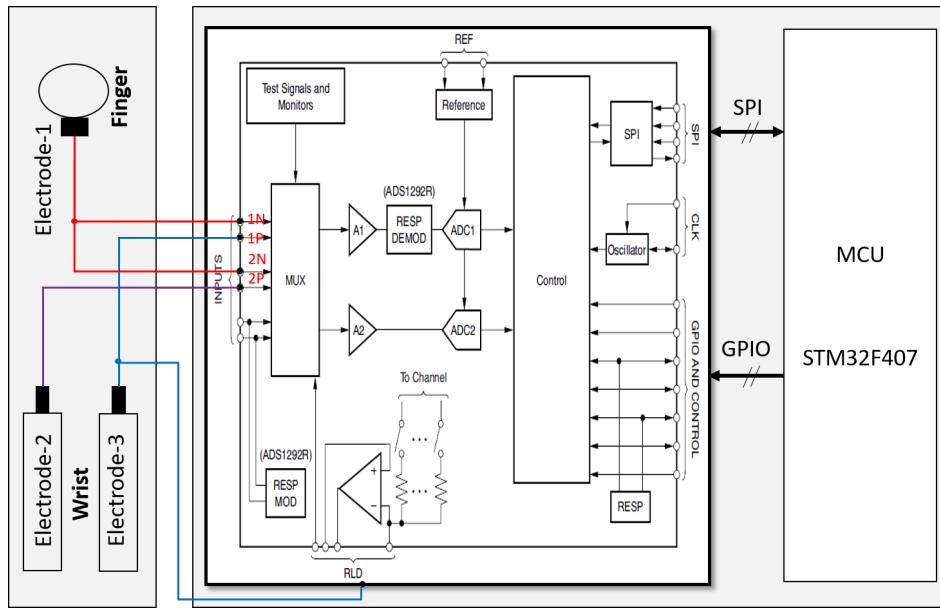 Electrode-1
Finger
Electrode-2
Wrist
Electrode-3
REF
Test Signals and
Monitors
Reference
SPI
SPI
(ADS1292R)
1N
1P
2N
2P
INPUTS
MUX
A1
RESP
DEMOD
ADC1
Control
Oscillator
CLK
A2
ADC2
To Channel
GPIO AND CONTROL
(ADS1292R)
RESP
MOD
+
...
...
−
RESP
RLD
SPI
GPIO
MCU
STM32F407